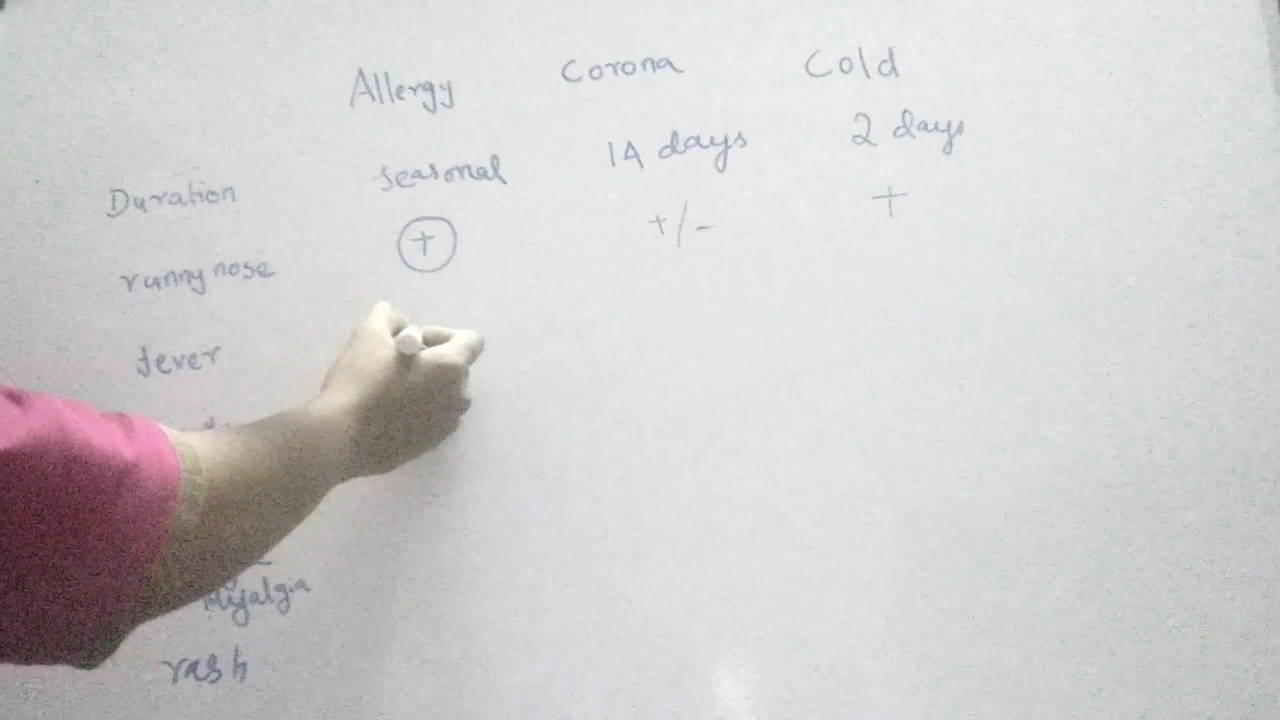 Allergy Corona Cold
Duration seasonal 14 days 2 days
runny nose + +/- +
fever
Myalgia
rash